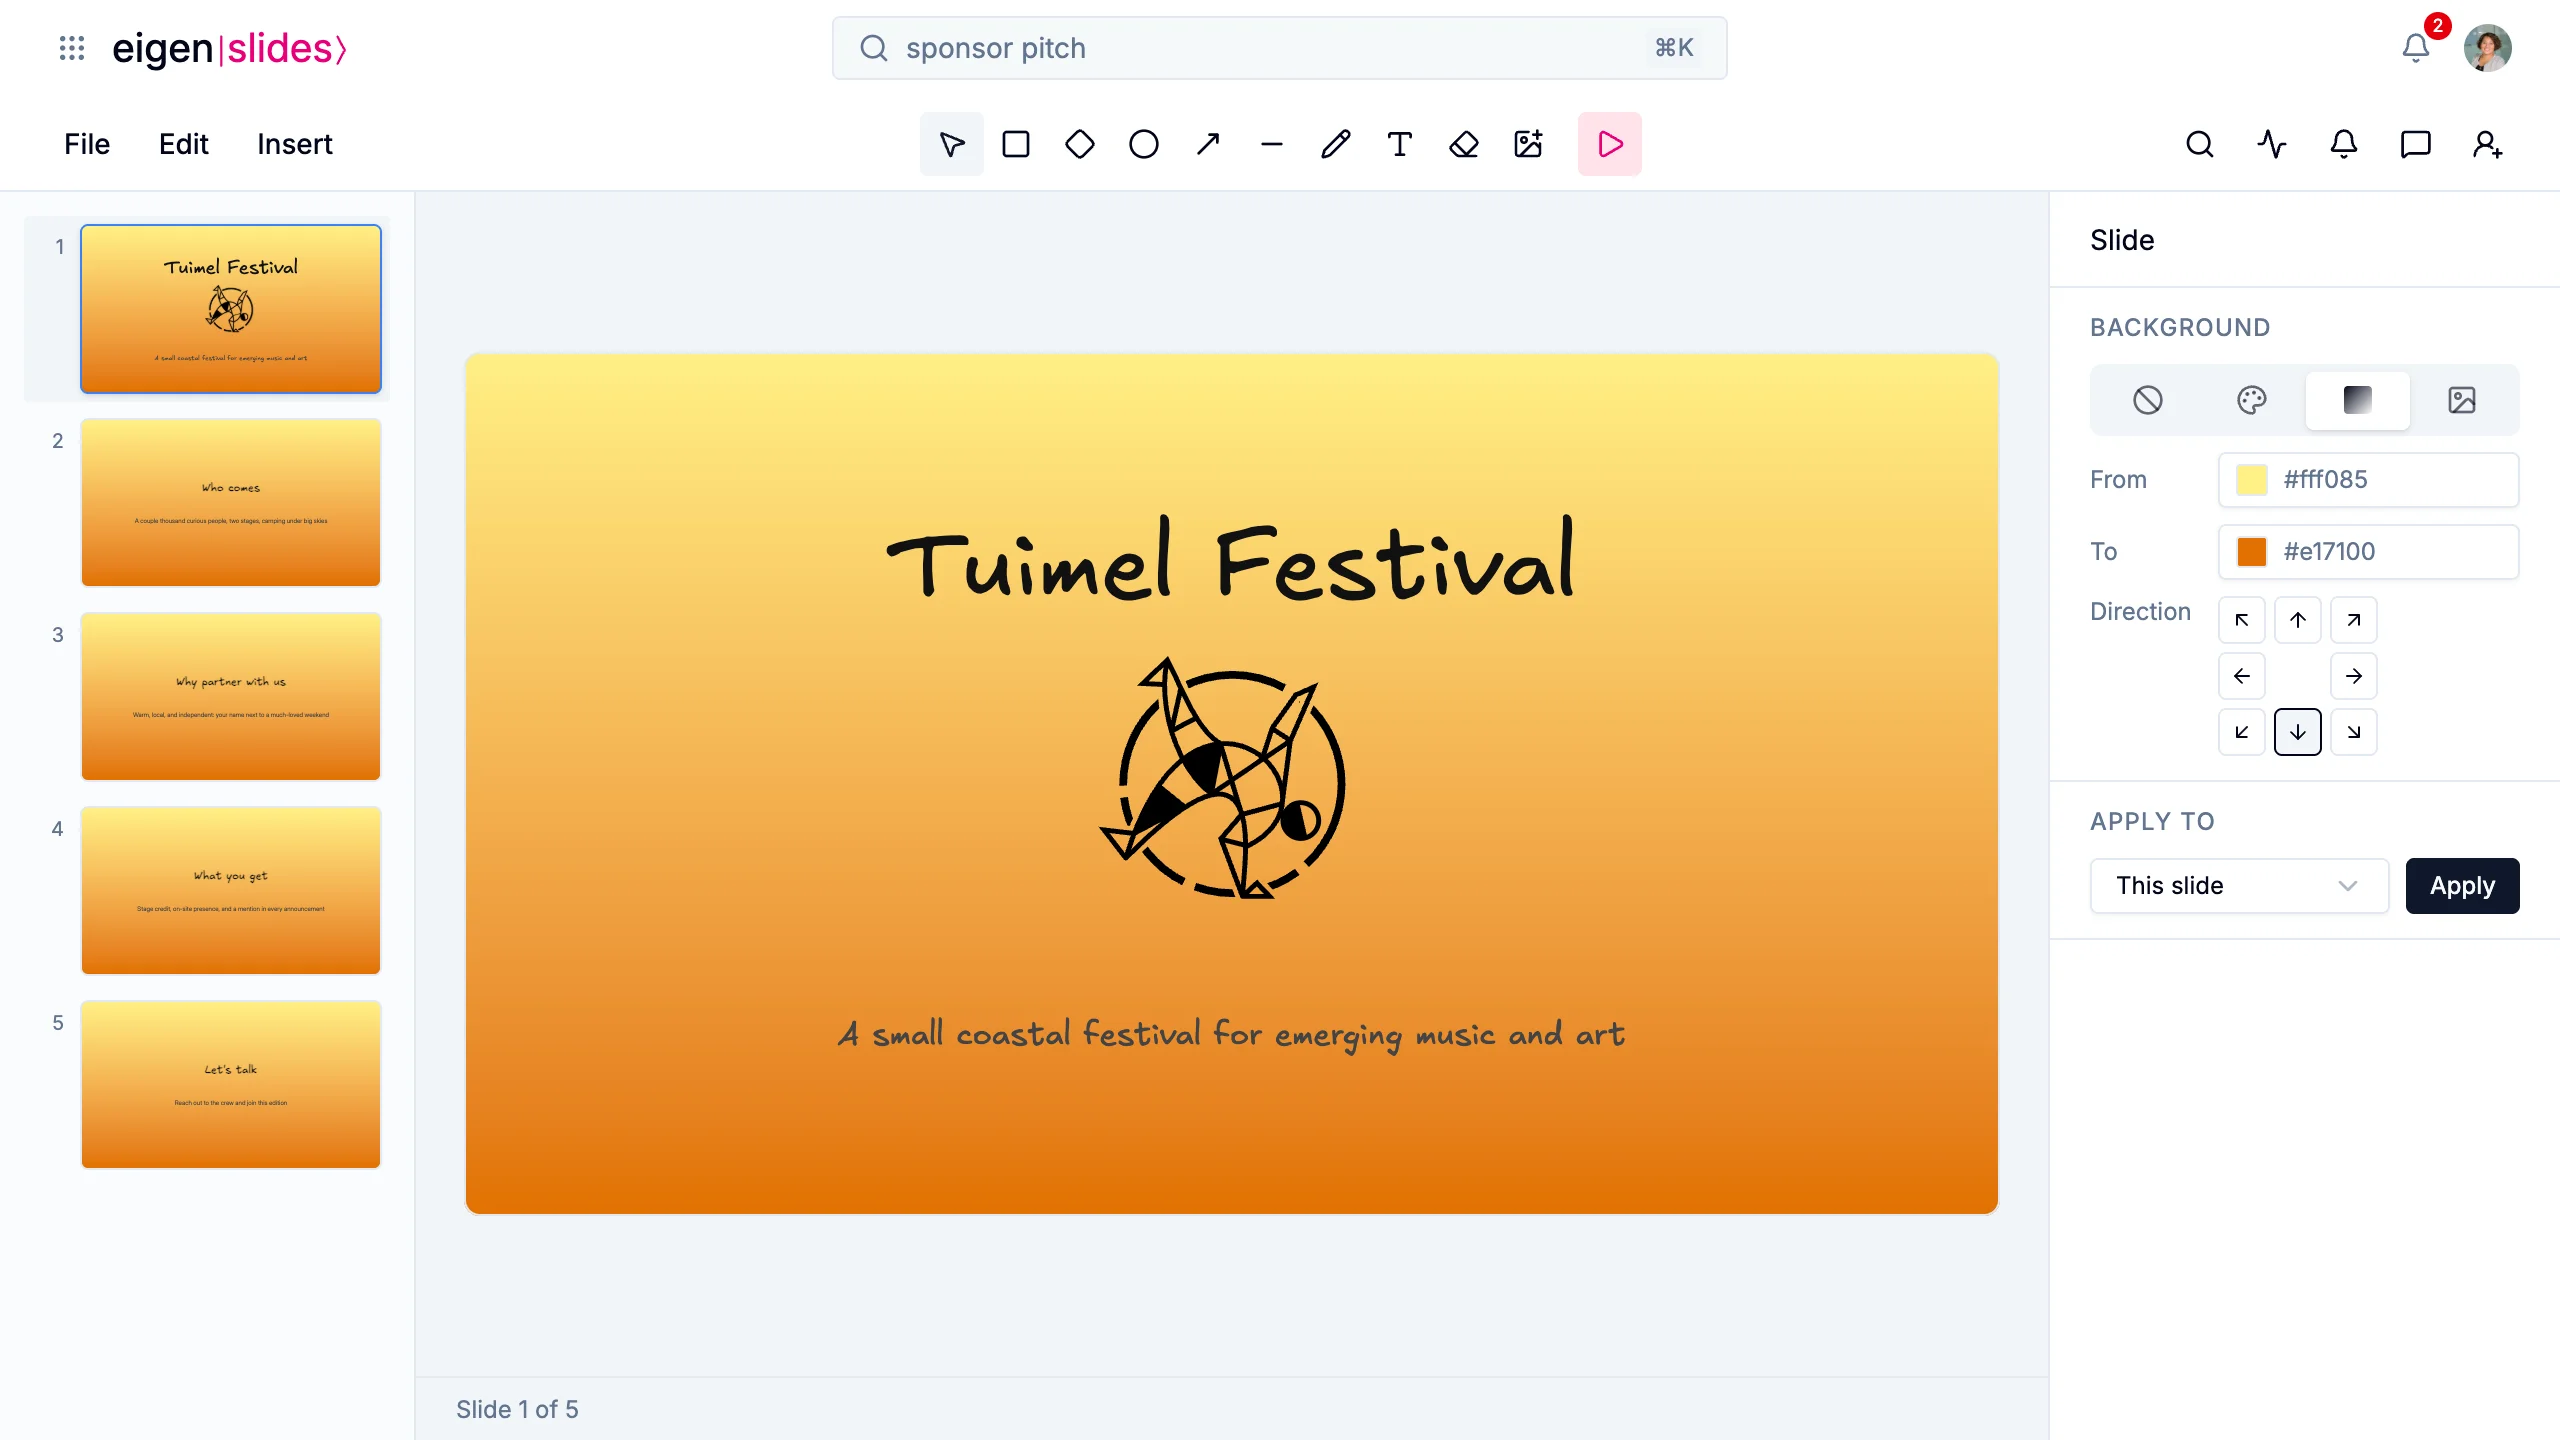 eigen|slides⟩
sponsor pitch
⌘K
2
File
Edit
Insert
1
Tuimel Festival
A small coastal festival for emerging music and art
2
Who comes
A couple thousand curious people, two stages, camping under big skies
3
Why partner with us
Warm, local, and independent: your name next to a much-loved weekend
4
What you get
Stage credit, on-site presence, and a mention in every announcement
5
Let's talk
Reach out to the crew and join this edition
Tuimel Festival
A small coastal festival for emerging music and art
Slide 1 of 5
Slide
BACKGROUND
From
#fff085
To
#e17100
Direction
APPLY TO
This slide
Apply